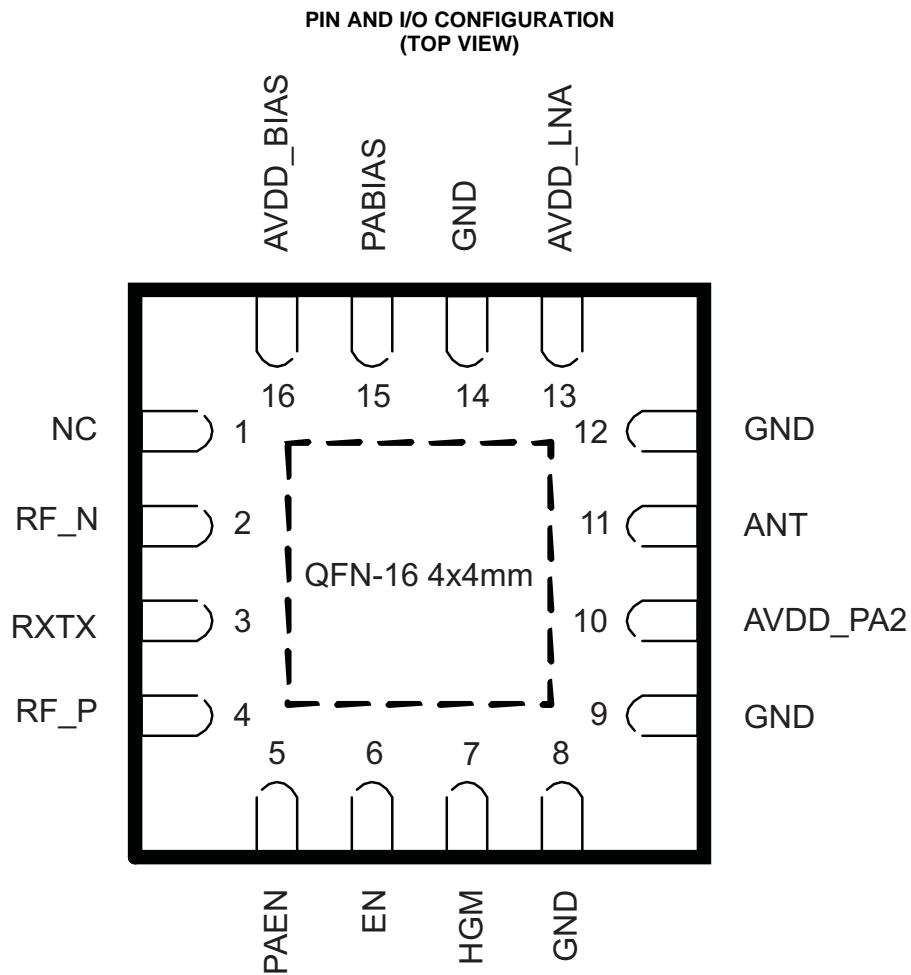 PIN AND I/O CONFIGURATION
(TOP VIEW)
AVDD_BIAS
PABIAS
GND
AVDD_LNA
16
15
14
13
NC
1
12
GND
RF_N
2
11
ANT
QFN-16 4x4mm
RXTX
3
10
AVDD_PA2
RF_P
4
9
GND
5
6
7
8
PAEN
EN
HGM
GND